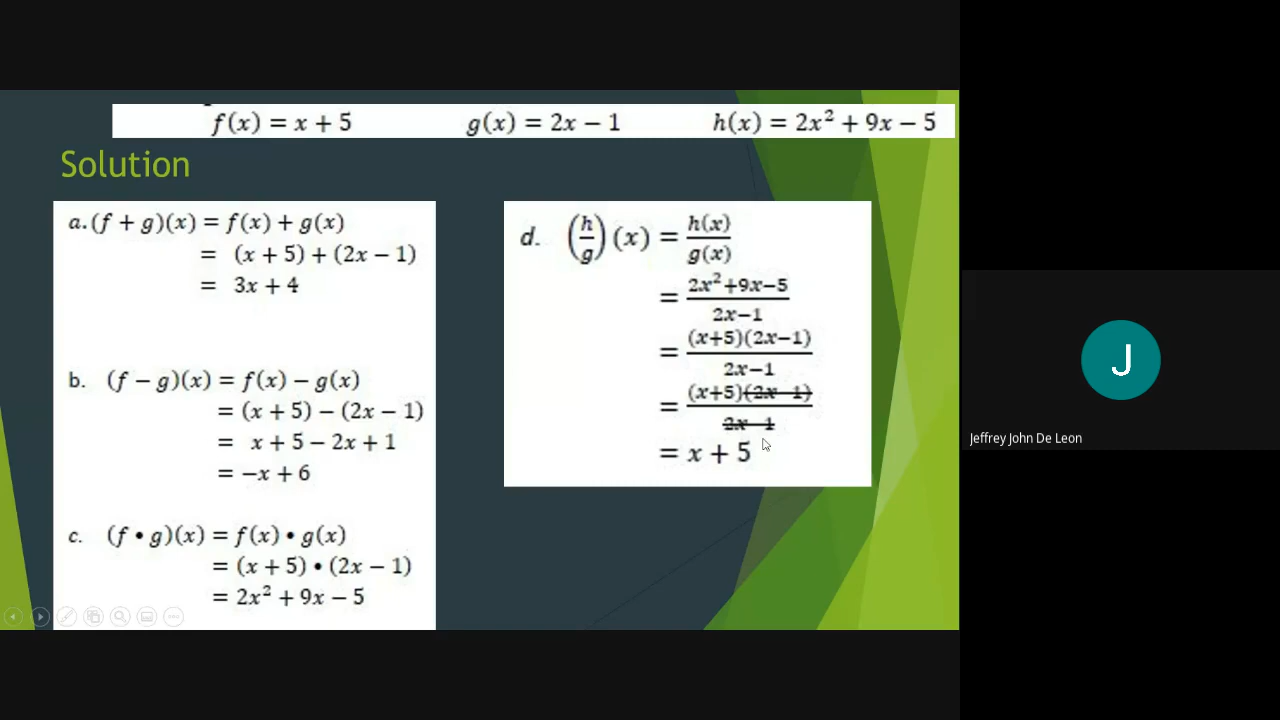 f(x) = x + 5 g(x) = 2x − 1 h(x) = 2x² + 9x − 5
Solution
a. (f + g)(x) = f(x) + g(x)
= (x + 5) + (2x − 1)
= 3x + 4
b. (f − g)(x) = f(x) − g(x)
= (x + 5) − (2x − 1)
= x + 5 − 2x + 1
= −x + 6
c. (f • g)(x) = f(x) • g(x)
= (x + 5) • (2x − 1)
= 2x² + 9x − 5
d. (h/g)(x) = h(x)/g(x)
= 2x²+9x−5 / 2x−1
= (x+5)(2x−1) / 2x−1
= (x+5)(2x−1) / 2x−1
= x + 5
J
Jeffrey John De Leon